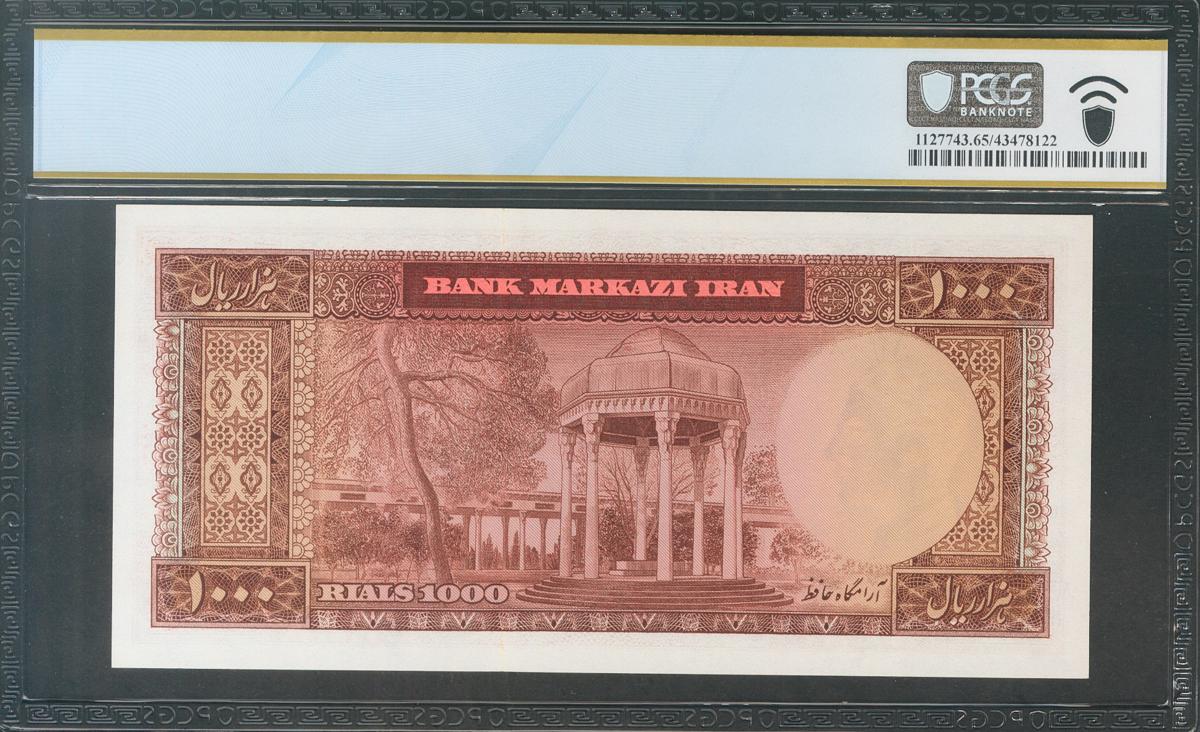 PCGS
BANKNOTE
1127743.65/43478122
هزار ریال
BANK MARKAZI IRAN
۱۰۰۰
۱۰۰۰
RIALS 1000
آرامگاه حافظ
هزار ریال